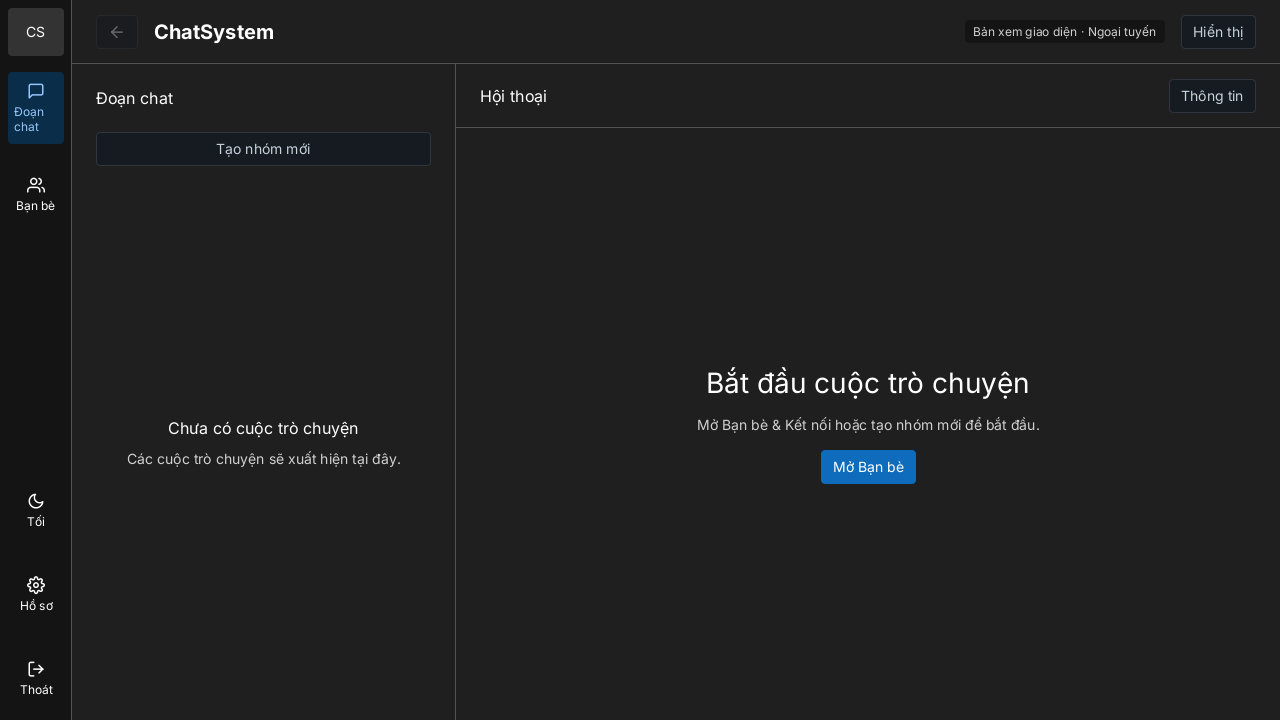 CS
Đoạn
chat
Bạn bè
Tối
Hồ sơ
Thoát
ChatSystem
Bản xem giao diện · Ngoại tuyến
Hiển thị
Đoạn chat
Tạo nhóm mới
Chưa có cuộc trò chuyện
Các cuộc trò chuyện sẽ xuất hiện tại đây.
Hội thoại
Thông tin
Bắt đầu cuộc trò chuyện
Mở Bạn bè & Kết nối hoặc tạo nhóm mới để bắt đầu.
Mở Bạn bè